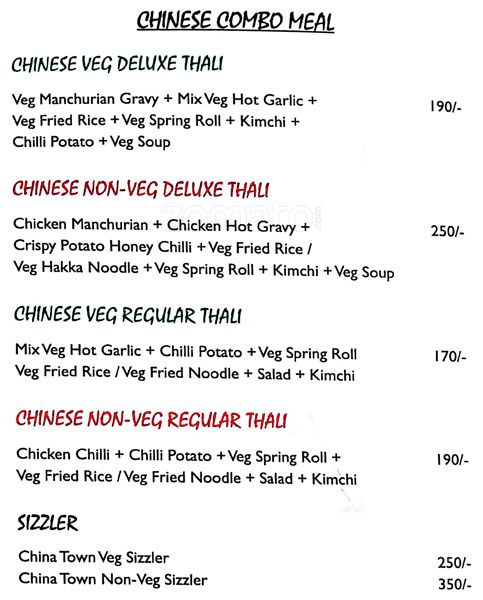 CHINESE COMBO MEAL
CHINESE VEG DELUXE THALI
Veg Manchurian Gravy + Mix Veg Hot Garlic +
Veg Fried Rice + Veg Spring Roll + Kimchi +
Chilli Potato + Veg Soup
190/-
CHINESE NON-VEG DELUXE THALI
zomato
Chicken Manchurian + Chicken Hot Gravy +
Crispy Potato Honey Chilli + Veg Fried Rice /
Veg Hakka Noodle + Veg Spring Roll + Kimchi + Veg Soup
250/-
CHINESE VEG REGULAR THALI
Mix Veg Hot Garlic + Chilli Potato + Veg Spring Roll
Veg Fried Rice / Veg Fried Noodle + Salad + Kimchi
170/-
CHINESE NON-VEG REGULAR THALI
Chicken Chilli + Chilli Potato + Veg Spring Roll +
Veg Fried Rice / Veg Fried Noodle + Salad + Kimchi
190/-
SIZZLER
China Town Veg Sizzler 250/-
China Town Non-Veg Sizzler 350/-